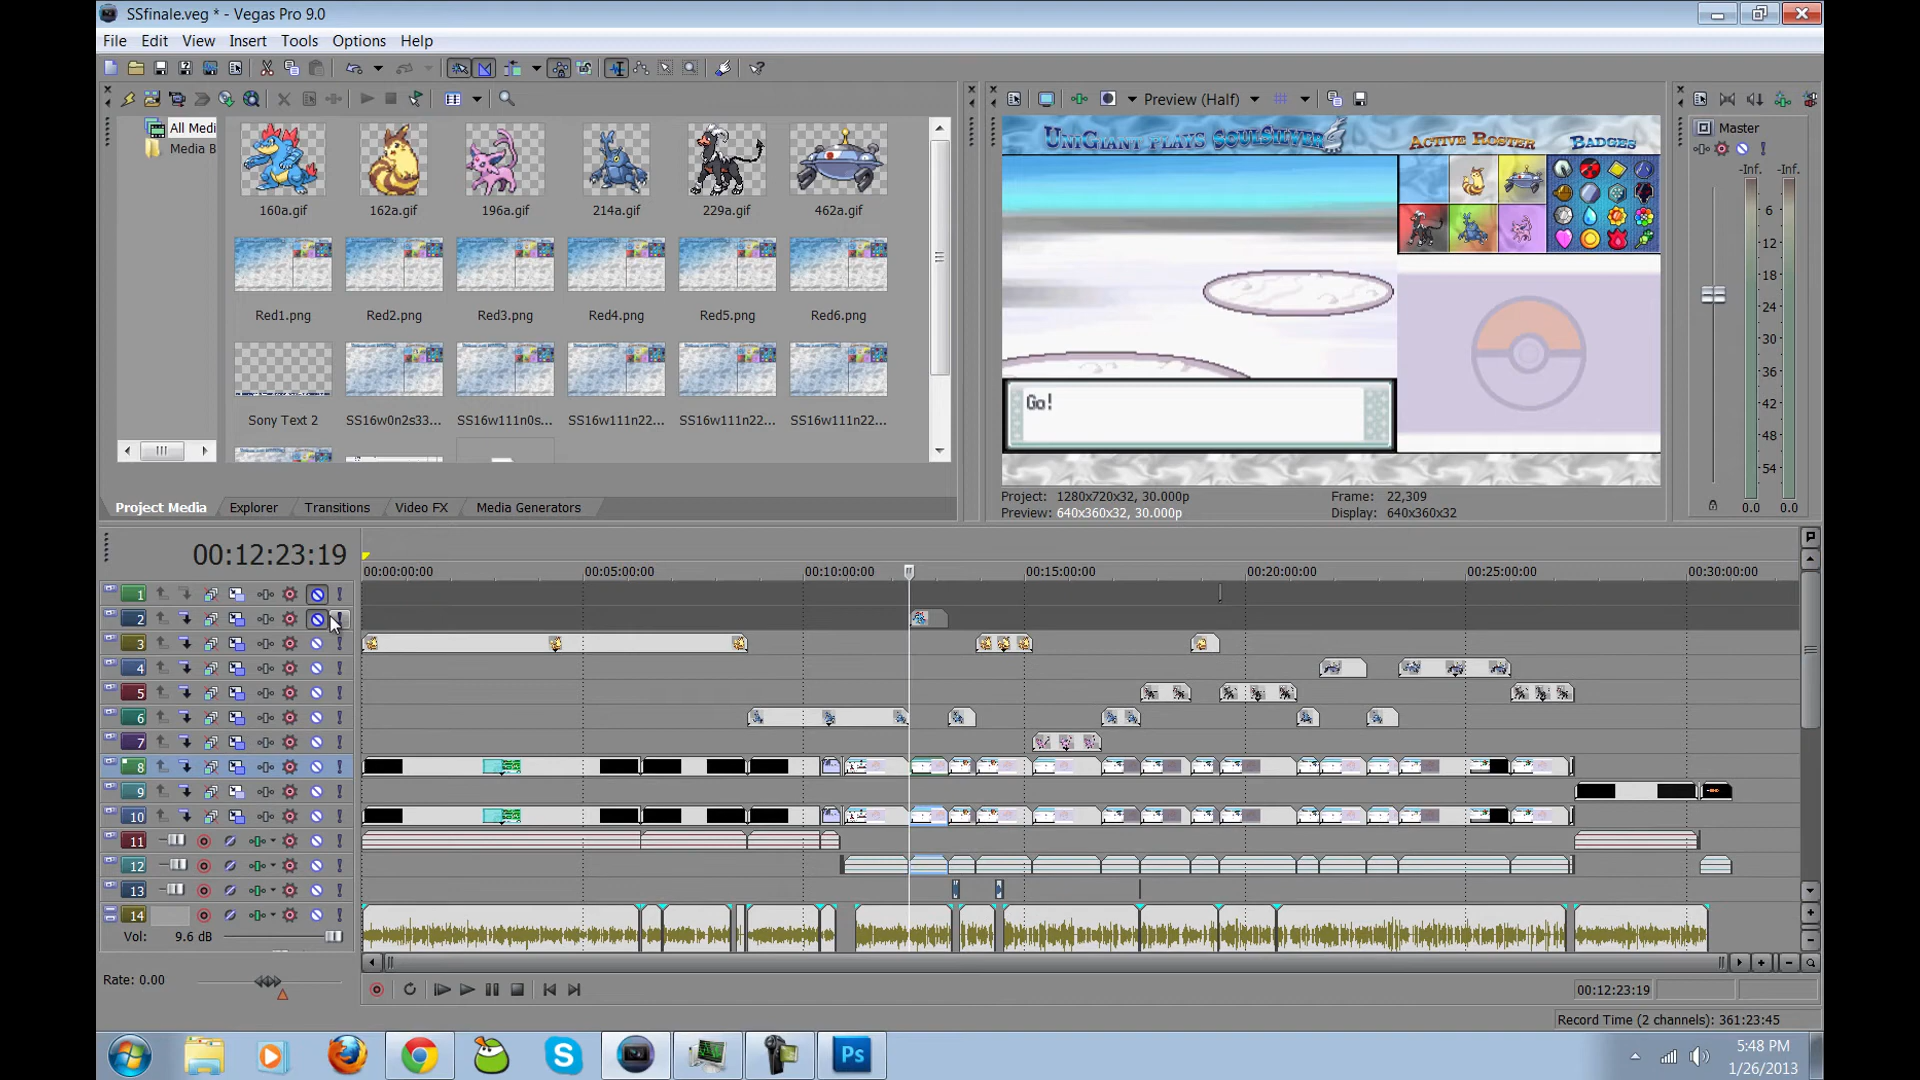 SSfinale.veg * - Vegas Pro 9.0
File Edit View Insert Tools Options Help
Preview (Half)
All Medi
Media B
160a.gif 162a.gif 196a.gif 214a.gif 229a.gif 462a.gif
Red1.png Red2.png Red3.png Red4.png Red5.png Red6.png
Sony Text 2 SS16w0n2s33... SS16w111n0s... SS16w111n22... SS16w111n22... SS16w111n22...
Project Media Explorer Transitions Video FX Media Generators
UniGiant plays SoulSilver
Active Roster
Badges
Go!
Project: 1280x720x32, 30.000p
Preview: 640x360x32, 30.000p
Frame: 22,309
Display: 640x360x32
Master
-Inf. -Inf.
6
12
18
24
30
36
42
48
54
0.0 0.0
00:12:23:19
00:00:00:00 00:05:00:00 00:10:00:00 00:15:00:00 00:20:00:00 00:25:00:00 00:30:00:00
1
2
3
4
5
6
7
8
9
10
11
12
13
14
Vol: 9.6 dB
Rate: 0.00
00:12:23:19
Record Time (2 channels): 361:23:45
Ps
5:48 PM
1/26/2013